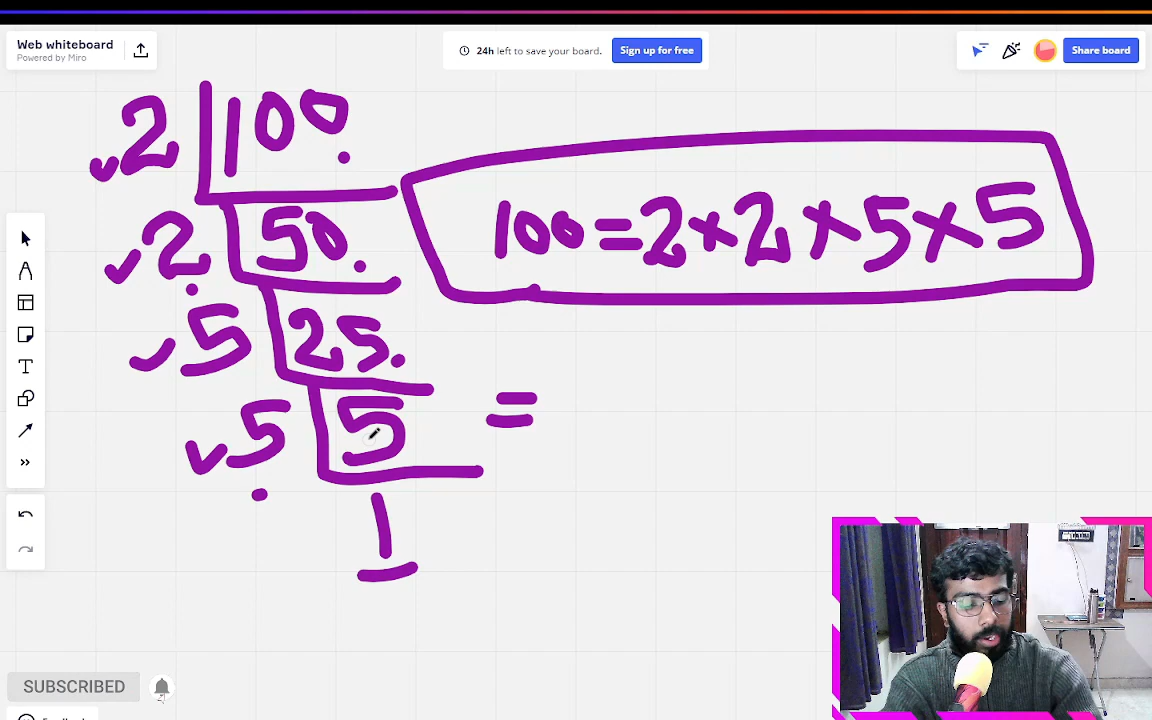 Web whiteboard
Powered by Miro
24h left to save your board.
Sign up for free
Share board
2 | 100
2 | 50
5 | 25
5 | 5
1
100 = 2 × 2 × 5 × 5
=
T
SUBSCRIBED